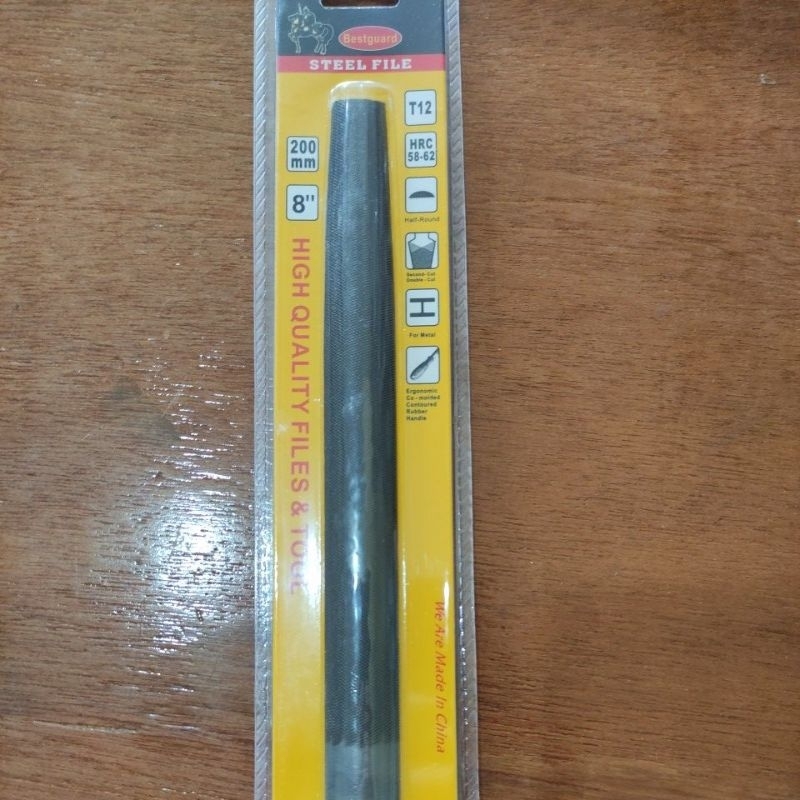 Bestguard
STEEL FILE
T12
200
mm
HRC
58-62
8"
Half-Round
Second-Cut
Double-Cut
For Metal
Ergonomic
Co-molded
Contoured
Rubber
Handle
HIGH QUALITY FILES & TOOL
We Are Made In China